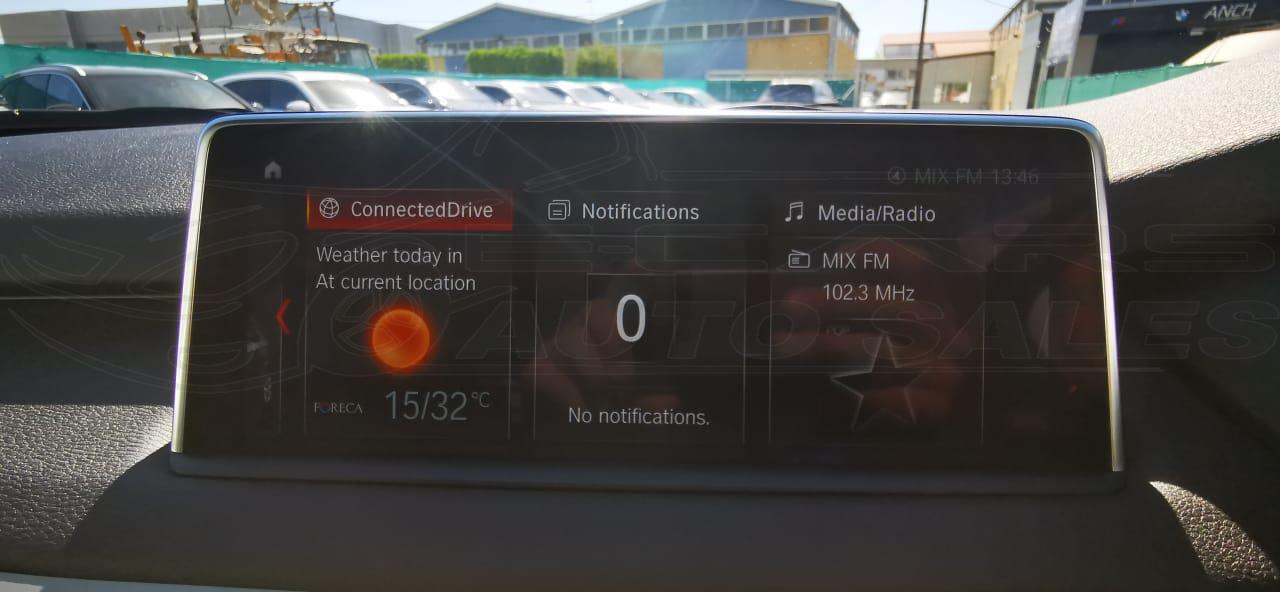 ANCH
MIX FM 13:46
ConnectedDrive
Notifications
Media/Radio
Weather today in
At current location
MIX FM
102.3 MHz
0
FORECA
15/32°C
No notifications.
E-CARS
AUTO SALES